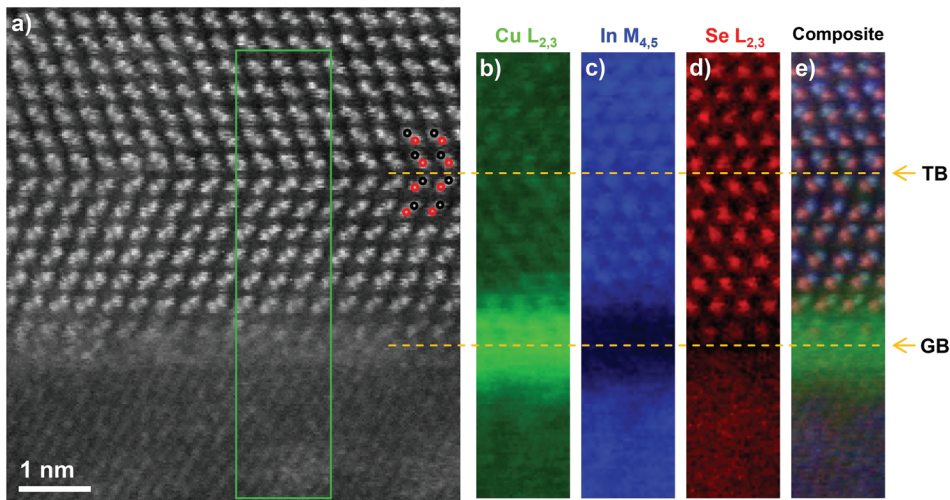 a)
1 nm
Cu L2,3
b)
In M4,5
c)
Se L2,3
d)
Composite
e)
TB
GB